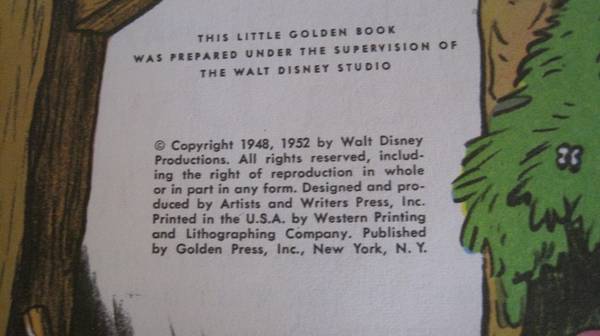 THIS LITTLE GOLDEN BOOK
WAS PREPARED UNDER THE SUPERVISION OF
THE WALT DISNEY STUDIO
© Copyright 1948, 1952 by Walt Disney
Productions. All rights reserved, includ-
ing the right of reproduction in whole
or in part in any form. Designed and pro-
duced by Artists and Writers Press, Inc.
Printed in the U.S.A. by Western Printing
and Lithographing Company. Published
by Golden Press, Inc., New York, N. Y.